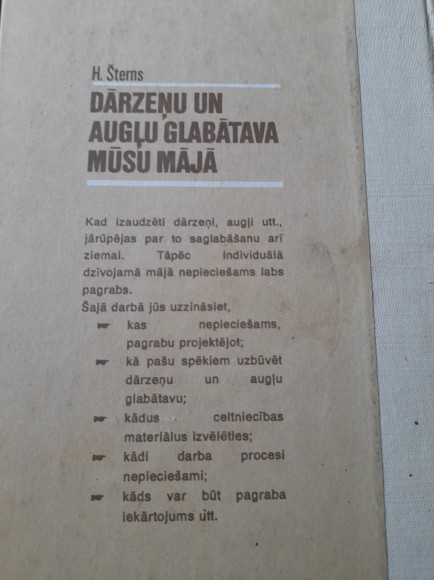 H. Šterns
DĀRZEŅU UN
AUGĻU GLABĀTAVA
MŪSU MĀJĀ
Kad izaudzēti dārzeņi, augļi utt.,
jārūpējas par to saglabāšanu arī
ziemai. Tāpēc individuālā
dzīvojamā mājā nepieciešams labs
pagrabs.
Šajā darbā jūs uzzināsiet,
☛ kas nepieciešams,
pagrabu projektējot;
☛ kā pašu spēkiem uzbūvēt
dārzeņu un augļu
glabātavu;
☛ kādus celtniecības
materiālus izvēlēties;
☛ kādi darba procesi
nepieciešami;
☛ kāds var būt pagraba
iekārtojums utt.